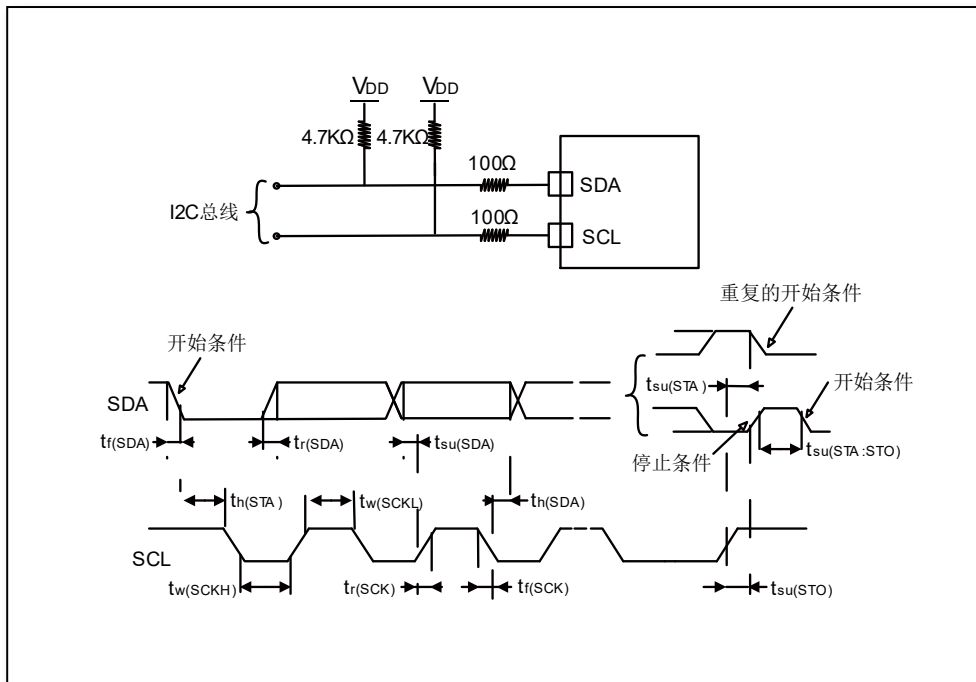 VDD VDD
4.7KΩ 4.7KΩ
100Ω
SDA
I2C总线
100Ω
SCL
重复的开始条件
开始条件
tsu(STA)
开始条件
SDA
tf(SDA) tr(SDA) tsu(SDA)
停止条件 tsu(STA:STO)
th(STA) tw(SCKL) th(SDA)
SCL
tw(SCKH) tr(SCK) tf(SCK) tsu(STO)